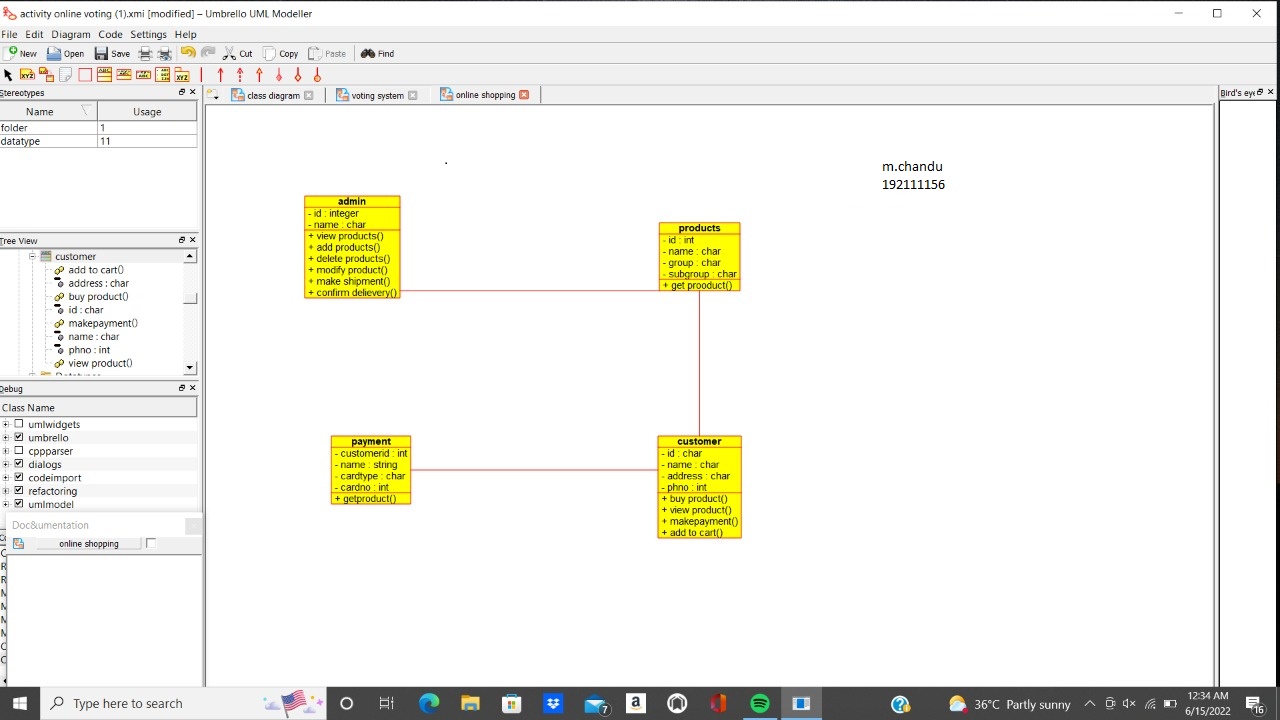 activity online voting (1).xmi [modified] – Umbrello UML Modeller
File Edit Diagram Code Settings Help
New Open Save Cut Copy Paste Find
Stereotypes
Name Usage
folder 1
datatype 11
Tree View
customer
add to cart()
address : char
buy product()
id : char
makepayment()
name : char
phno : int
view product()
Debug
Class Name
umlwidgets
umbrello
cppparser
dialogs
codeimport
refactoring
umlmodel
Doc&umentation
online shopping
class diagram voting system online shopping
Bird's eye
m.chandu
192111156
admin
- id : integer
- name : char
+ view products()
+ add products()
+ delete products()
+ modify product()
+ make shipment()
+ confirm delievery()
products
- id : int
- name : char
- group : char
- subgroup : char
+ get prooduct()
payment
- customerid : int
- name : string
- cardtype : char
- cardno : int
+ getproduct()
customer
- id : char
- name : char
- address : char
- phno : int
+ buy product()
+ view product()
+ makepayment()
+ add to cart()
Type here to search
7
36°C Partly sunny
12:34 AM
6/15/2022
16